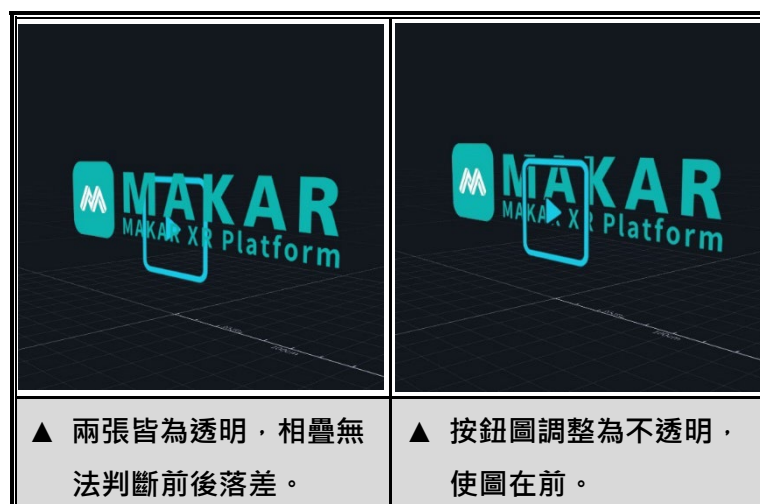 MAKAR
MAKAR XR Platform
MAKAR
MAKAR XR Platform
▲ 兩張皆為透明，相疊無
法判斷前後落差。
▲ 按鈕圖調整為不透明，
使圖在前。